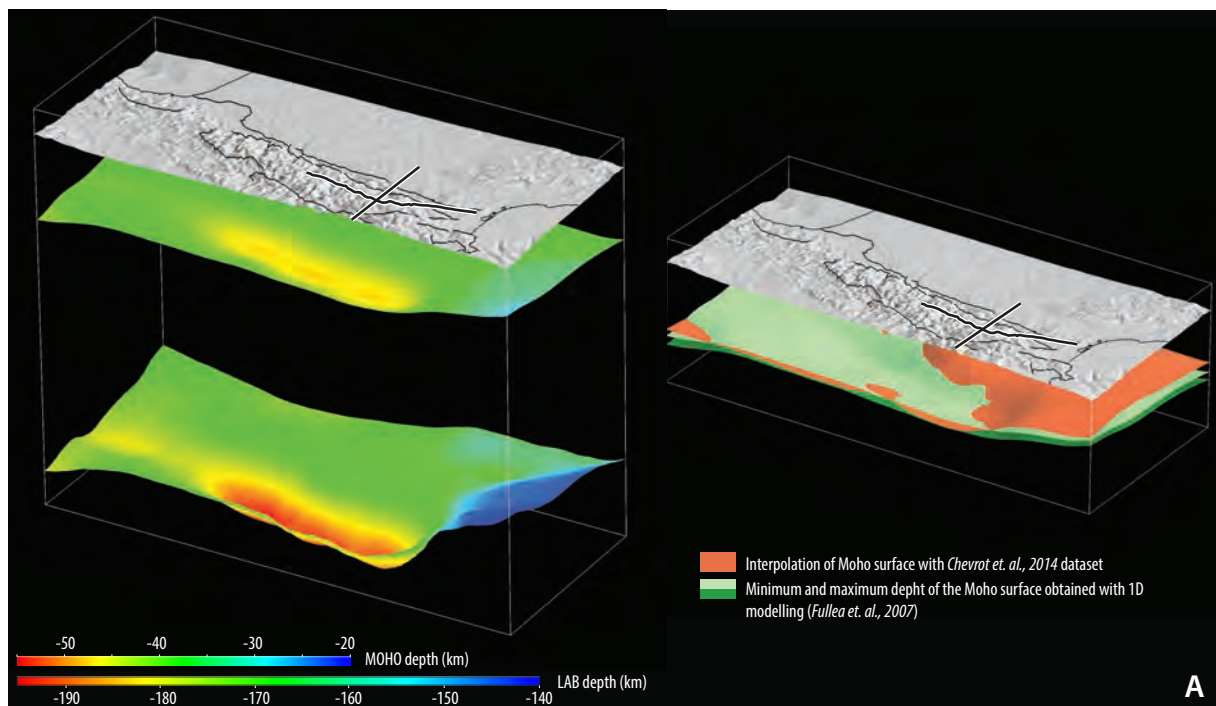 Interpolation of Moho surface with Chevrot et. al., 2014 dataset
Minimum and maximum depht of the Moho surface obtained with 1D
modelling (Fullea et. al., 2007)
-50 -40 -30 -20
MOHO depth (km)
LAB depth (km)
-190 -180 -170 -160 -150 -140
A